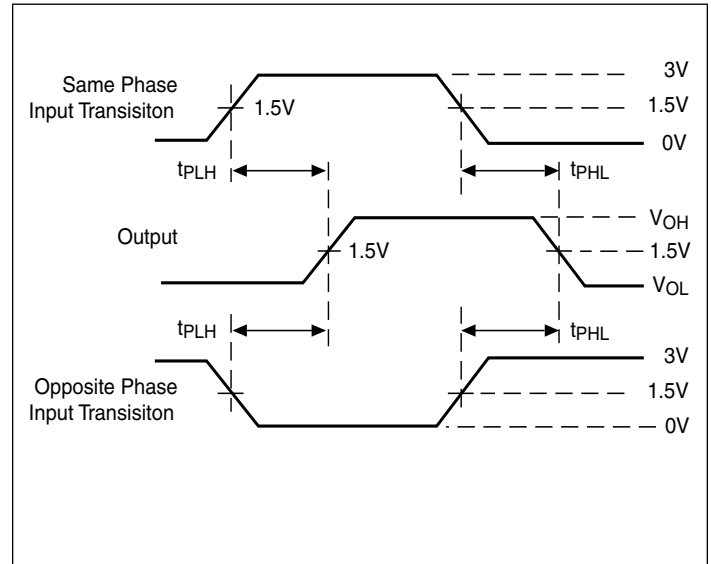 Same Phase
Input Transisiton
1.5V
3V
1.5V
0V
tPLH
tPHL
Output
1.5V
VOH
1.5V
VOL
tPLH
tPHL
Opposite Phase
Input Transisiton
3V
1.5V
0V